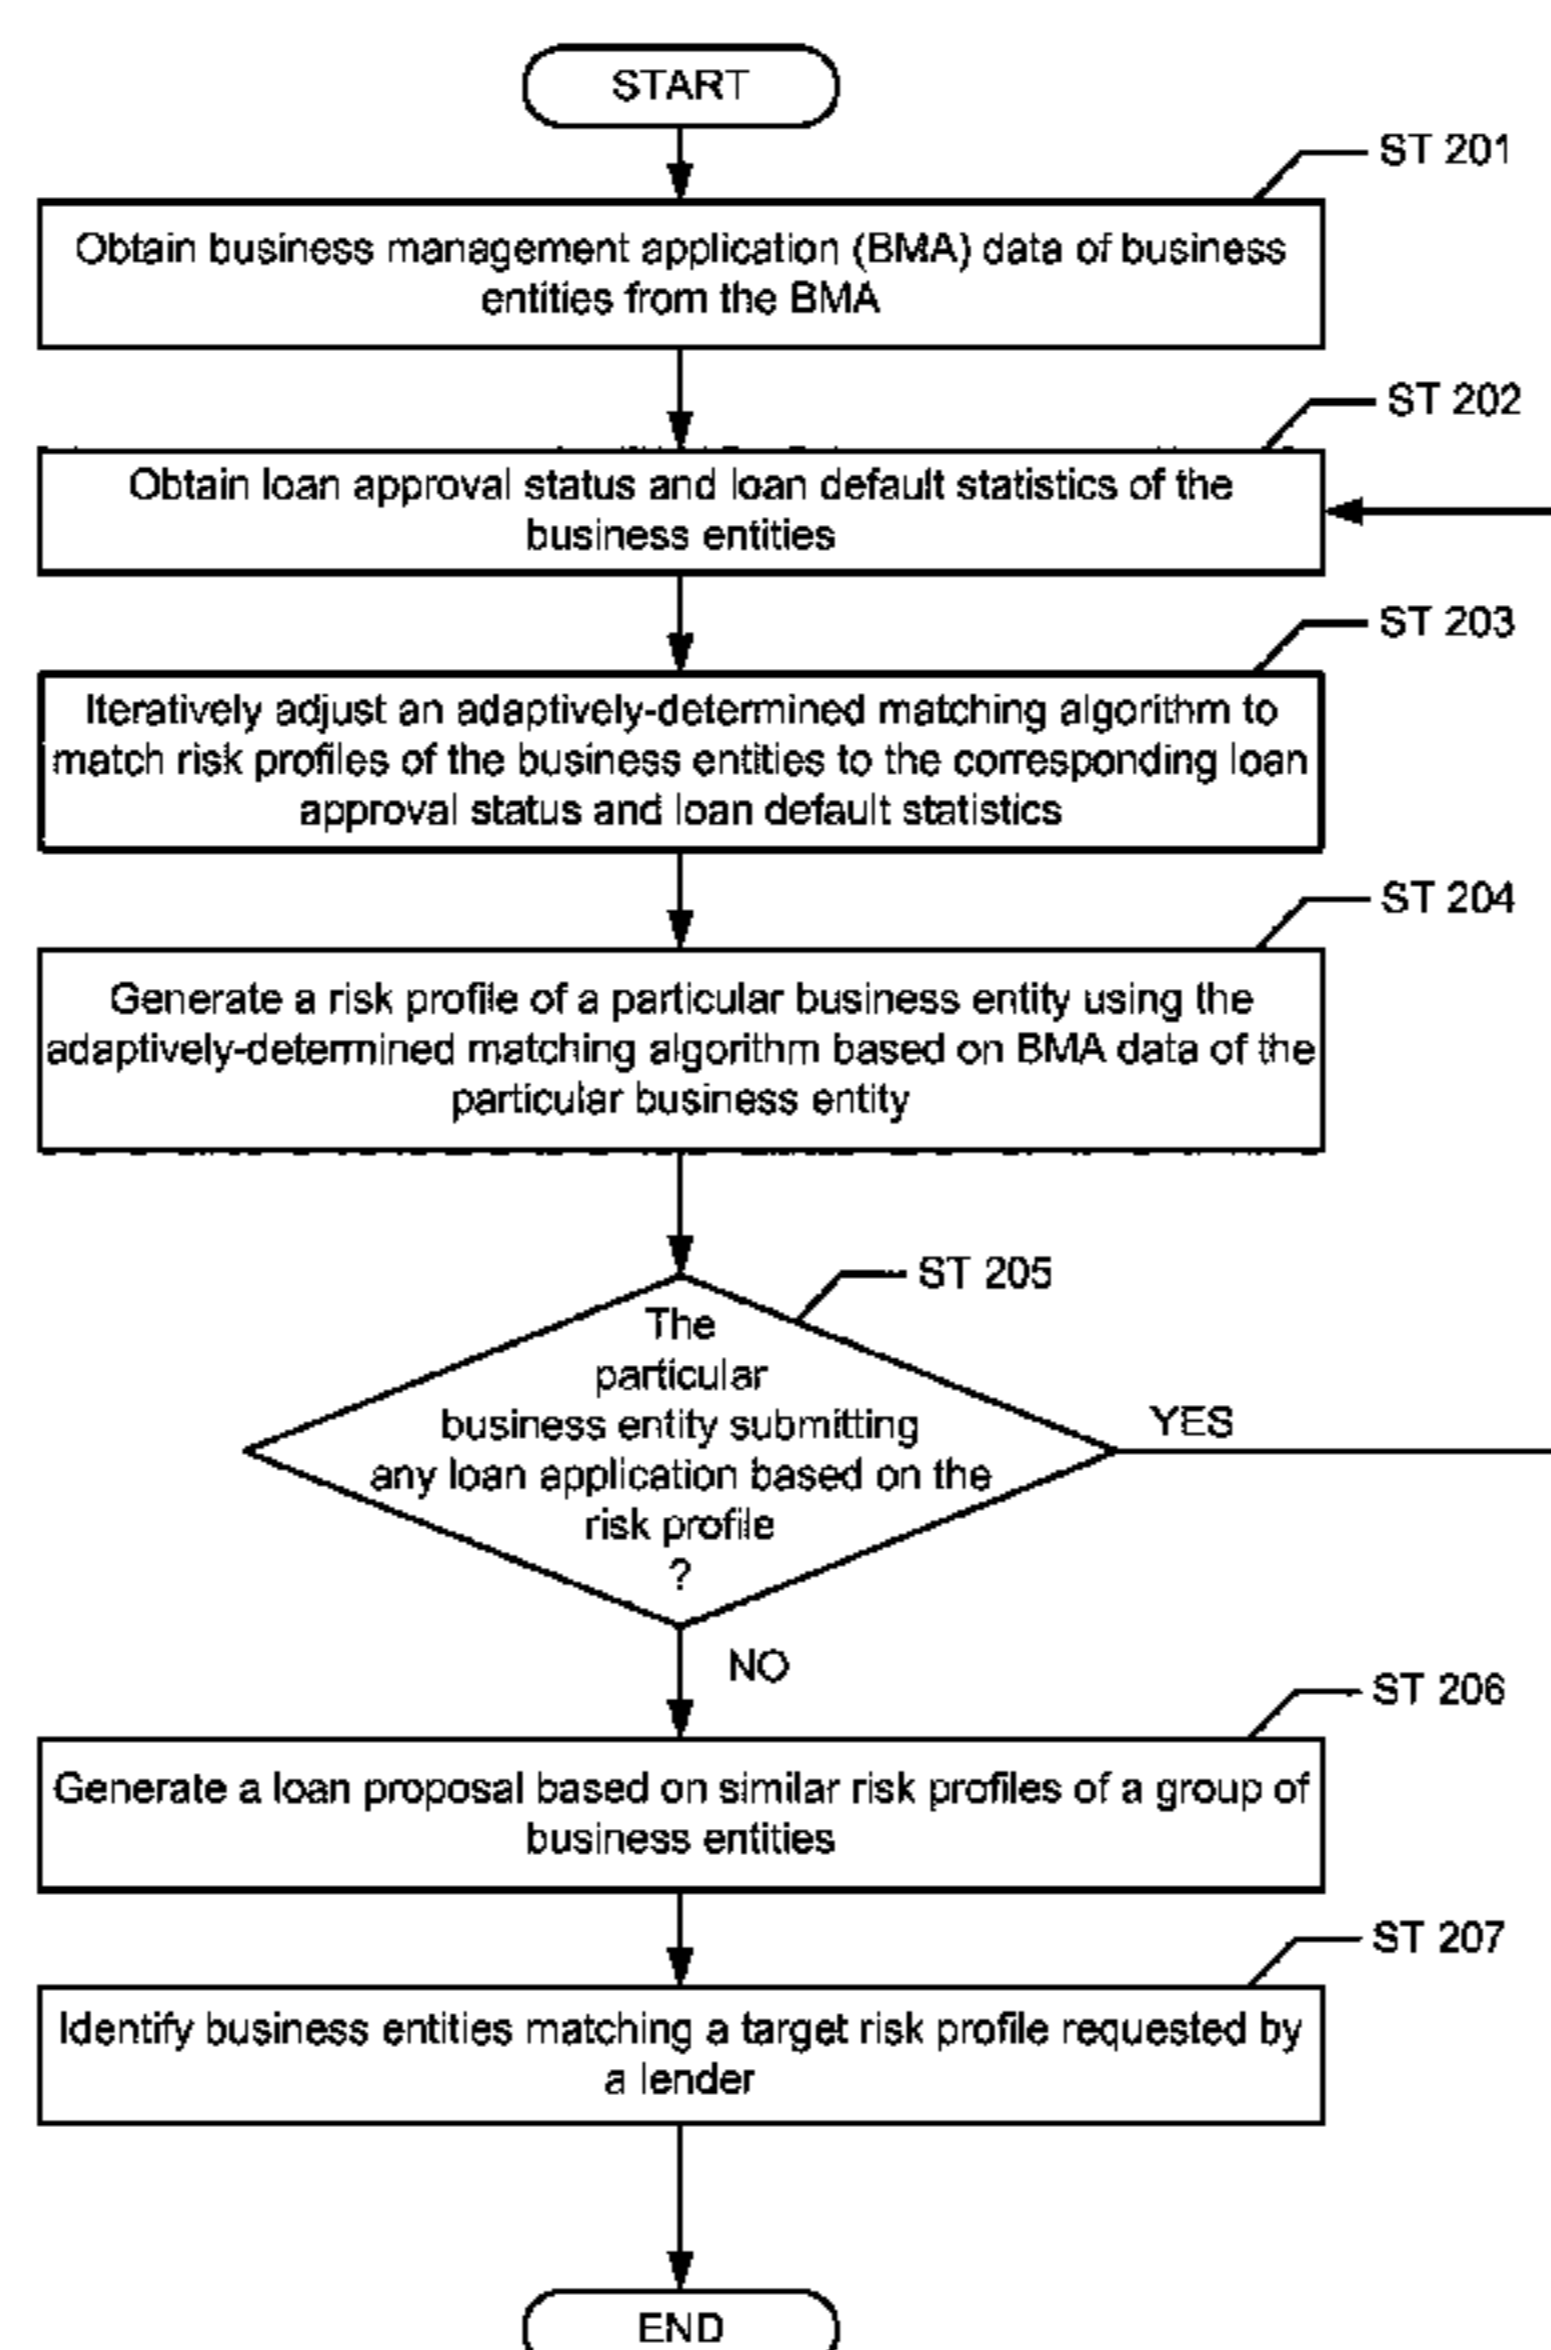 START
ST 201
Obtain business management application (BMA) data of business
entities from the BMA
ST 202
Obtain loan approval status and loan default statistics of the
business entities
ST 203
Iteratively adjust an adaptively-determined matching algorithm to
match risk profiles of the business entities to the corresponding loan
approval status and loan default statistics
ST 204
Generate a risk profile of a particular business entity using the
adaptively-determined matching algorithm based on BMA data of the
particular business entity
ST 205
The
particular
business entity submitting
any loan application based on the
risk profile
?
YES
NO
ST 206
Generate a loan proposal based on similar risk profiles of a group of
business entities
ST 207
Identify business entities matching a target risk profile requested by
a lender
END